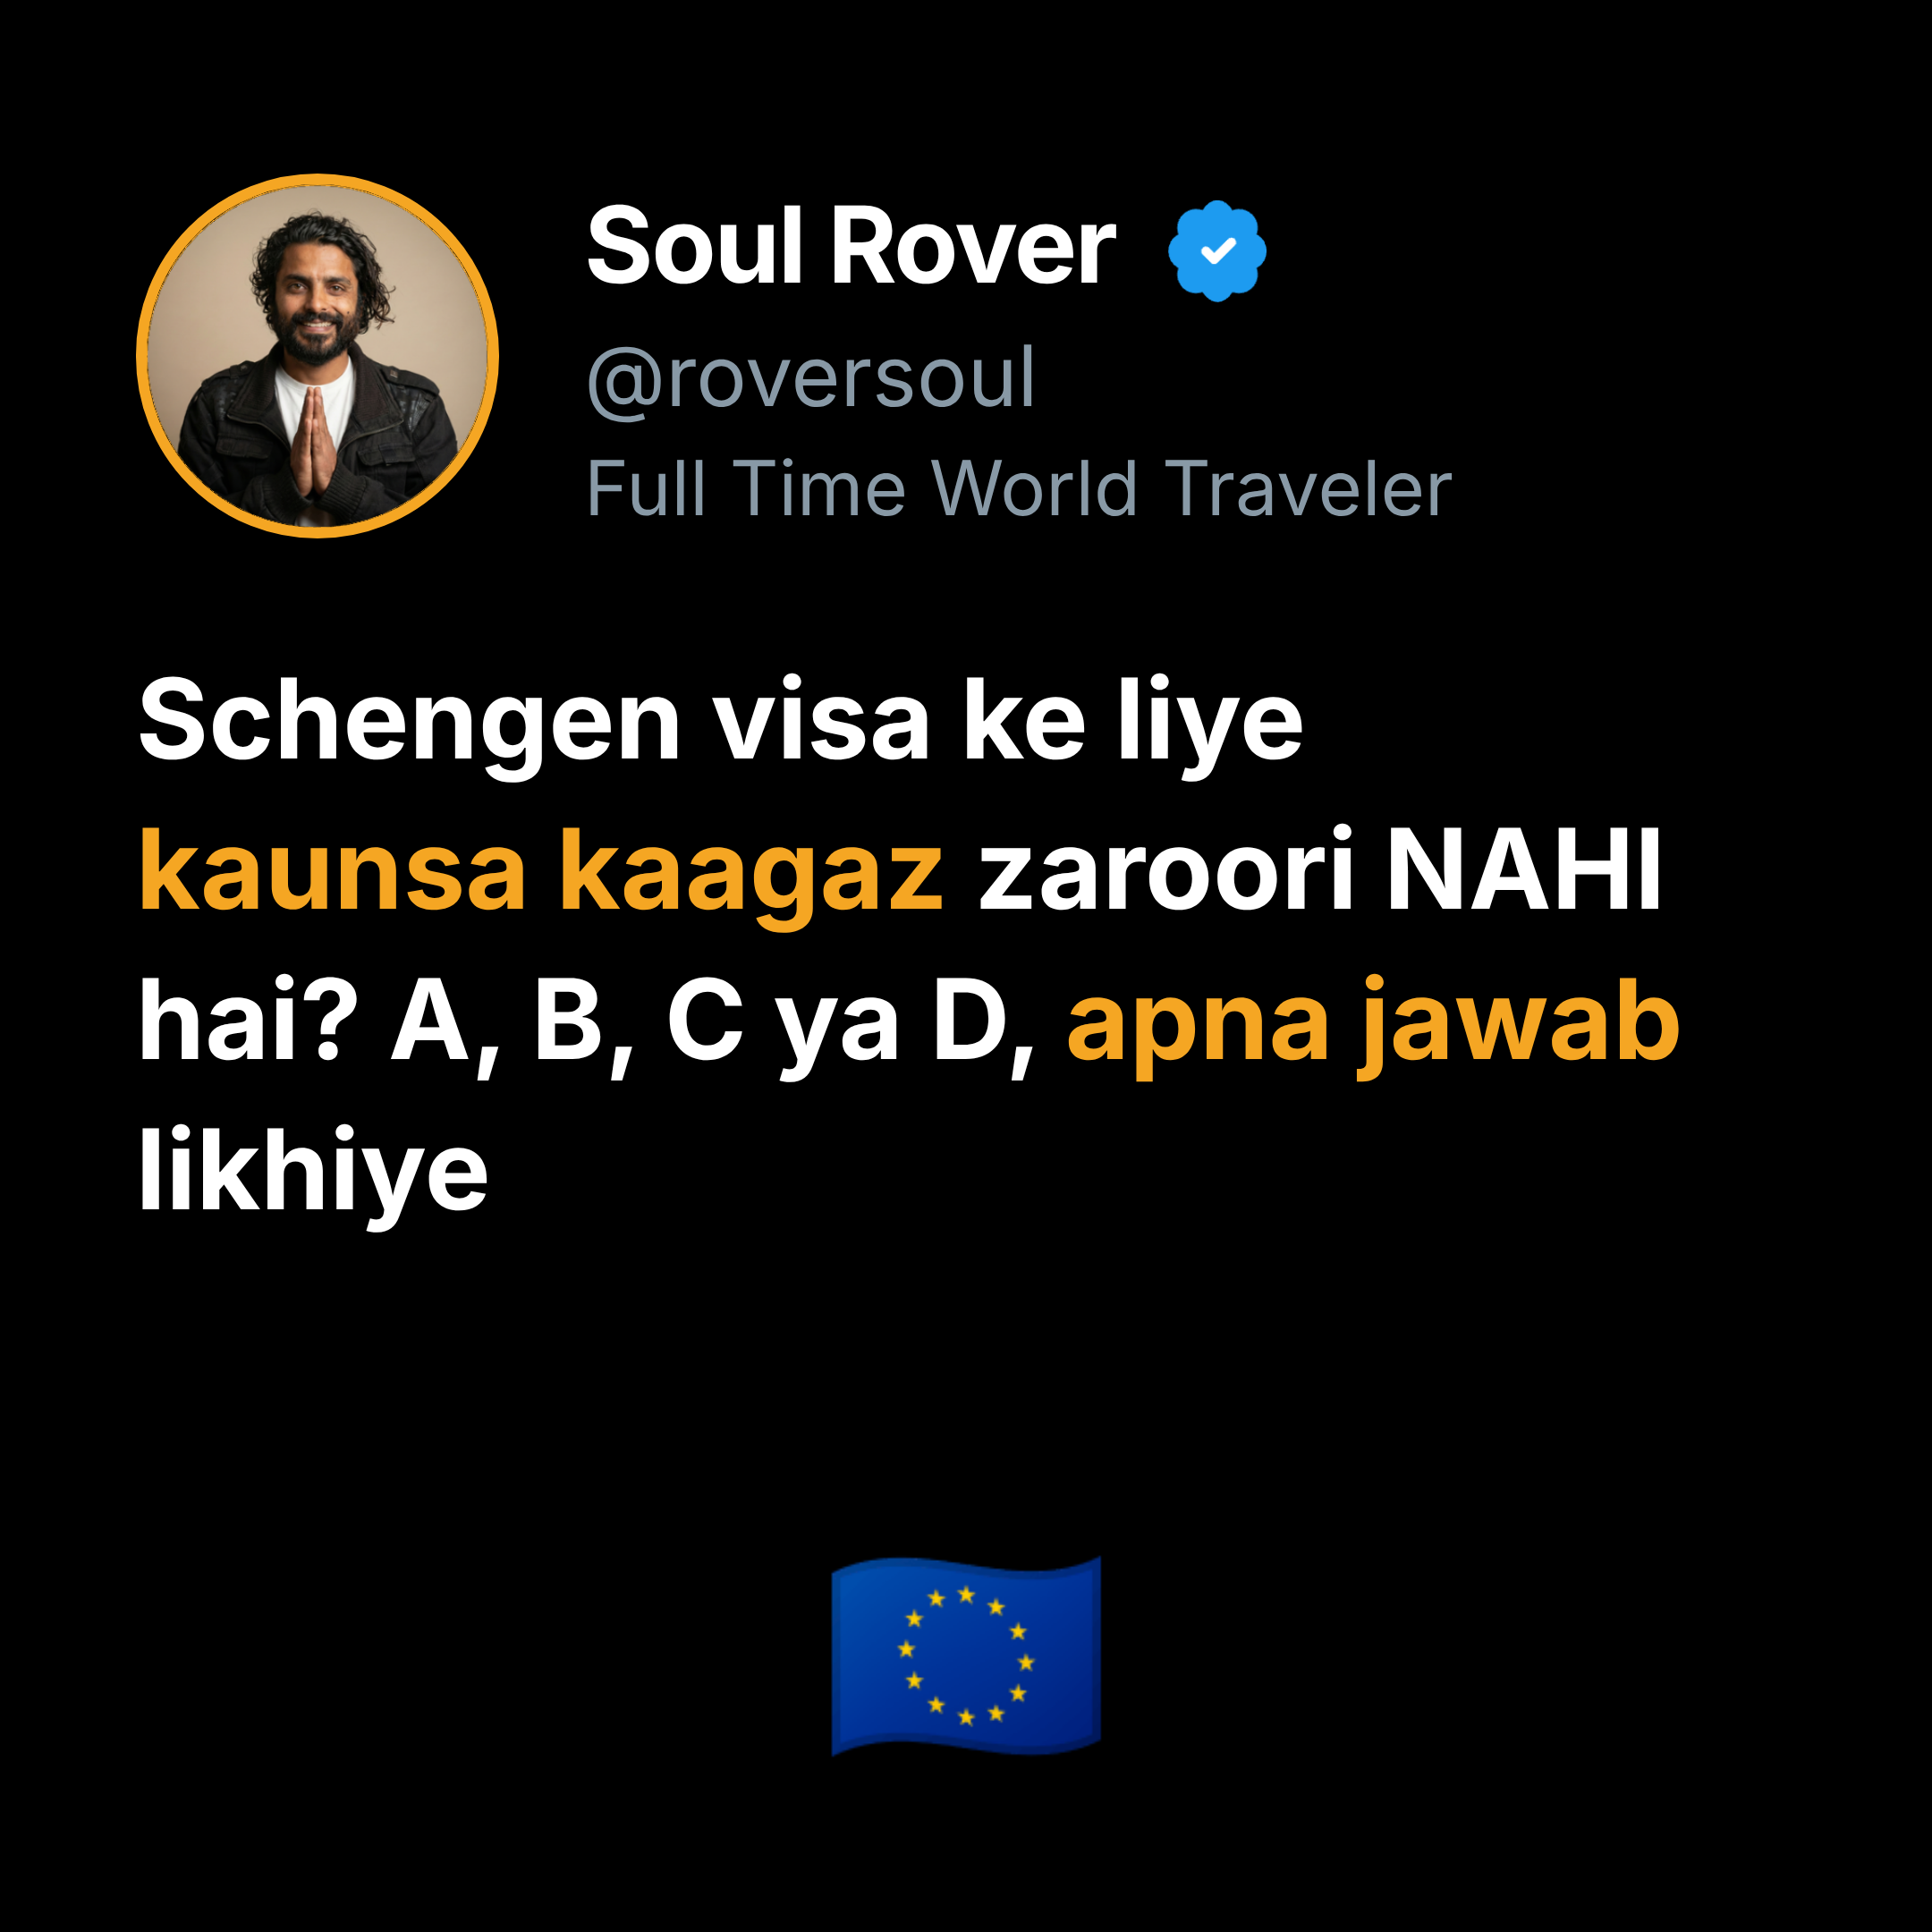 Soul Rover
@roversoul
Full Time World Traveler
Schengen visa ke liye
kaunsa kaagaz zaroori NAHI
hai? A, B, C ya D, apna jawab
likhiye